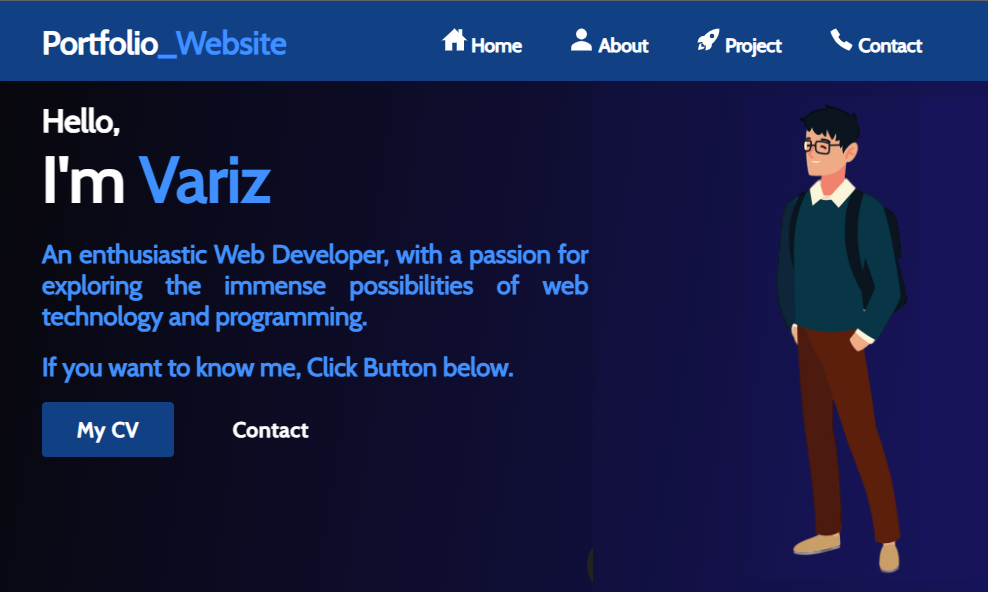 Portfolio_Website
Home
About
Project
Contact
Hello,
I'm Variz
An enthusiastic Web Developer, with a passion for
exploring the immense possibilities of web
technology and programming.
If you want to know me, Click Button below.
My CV
Contact